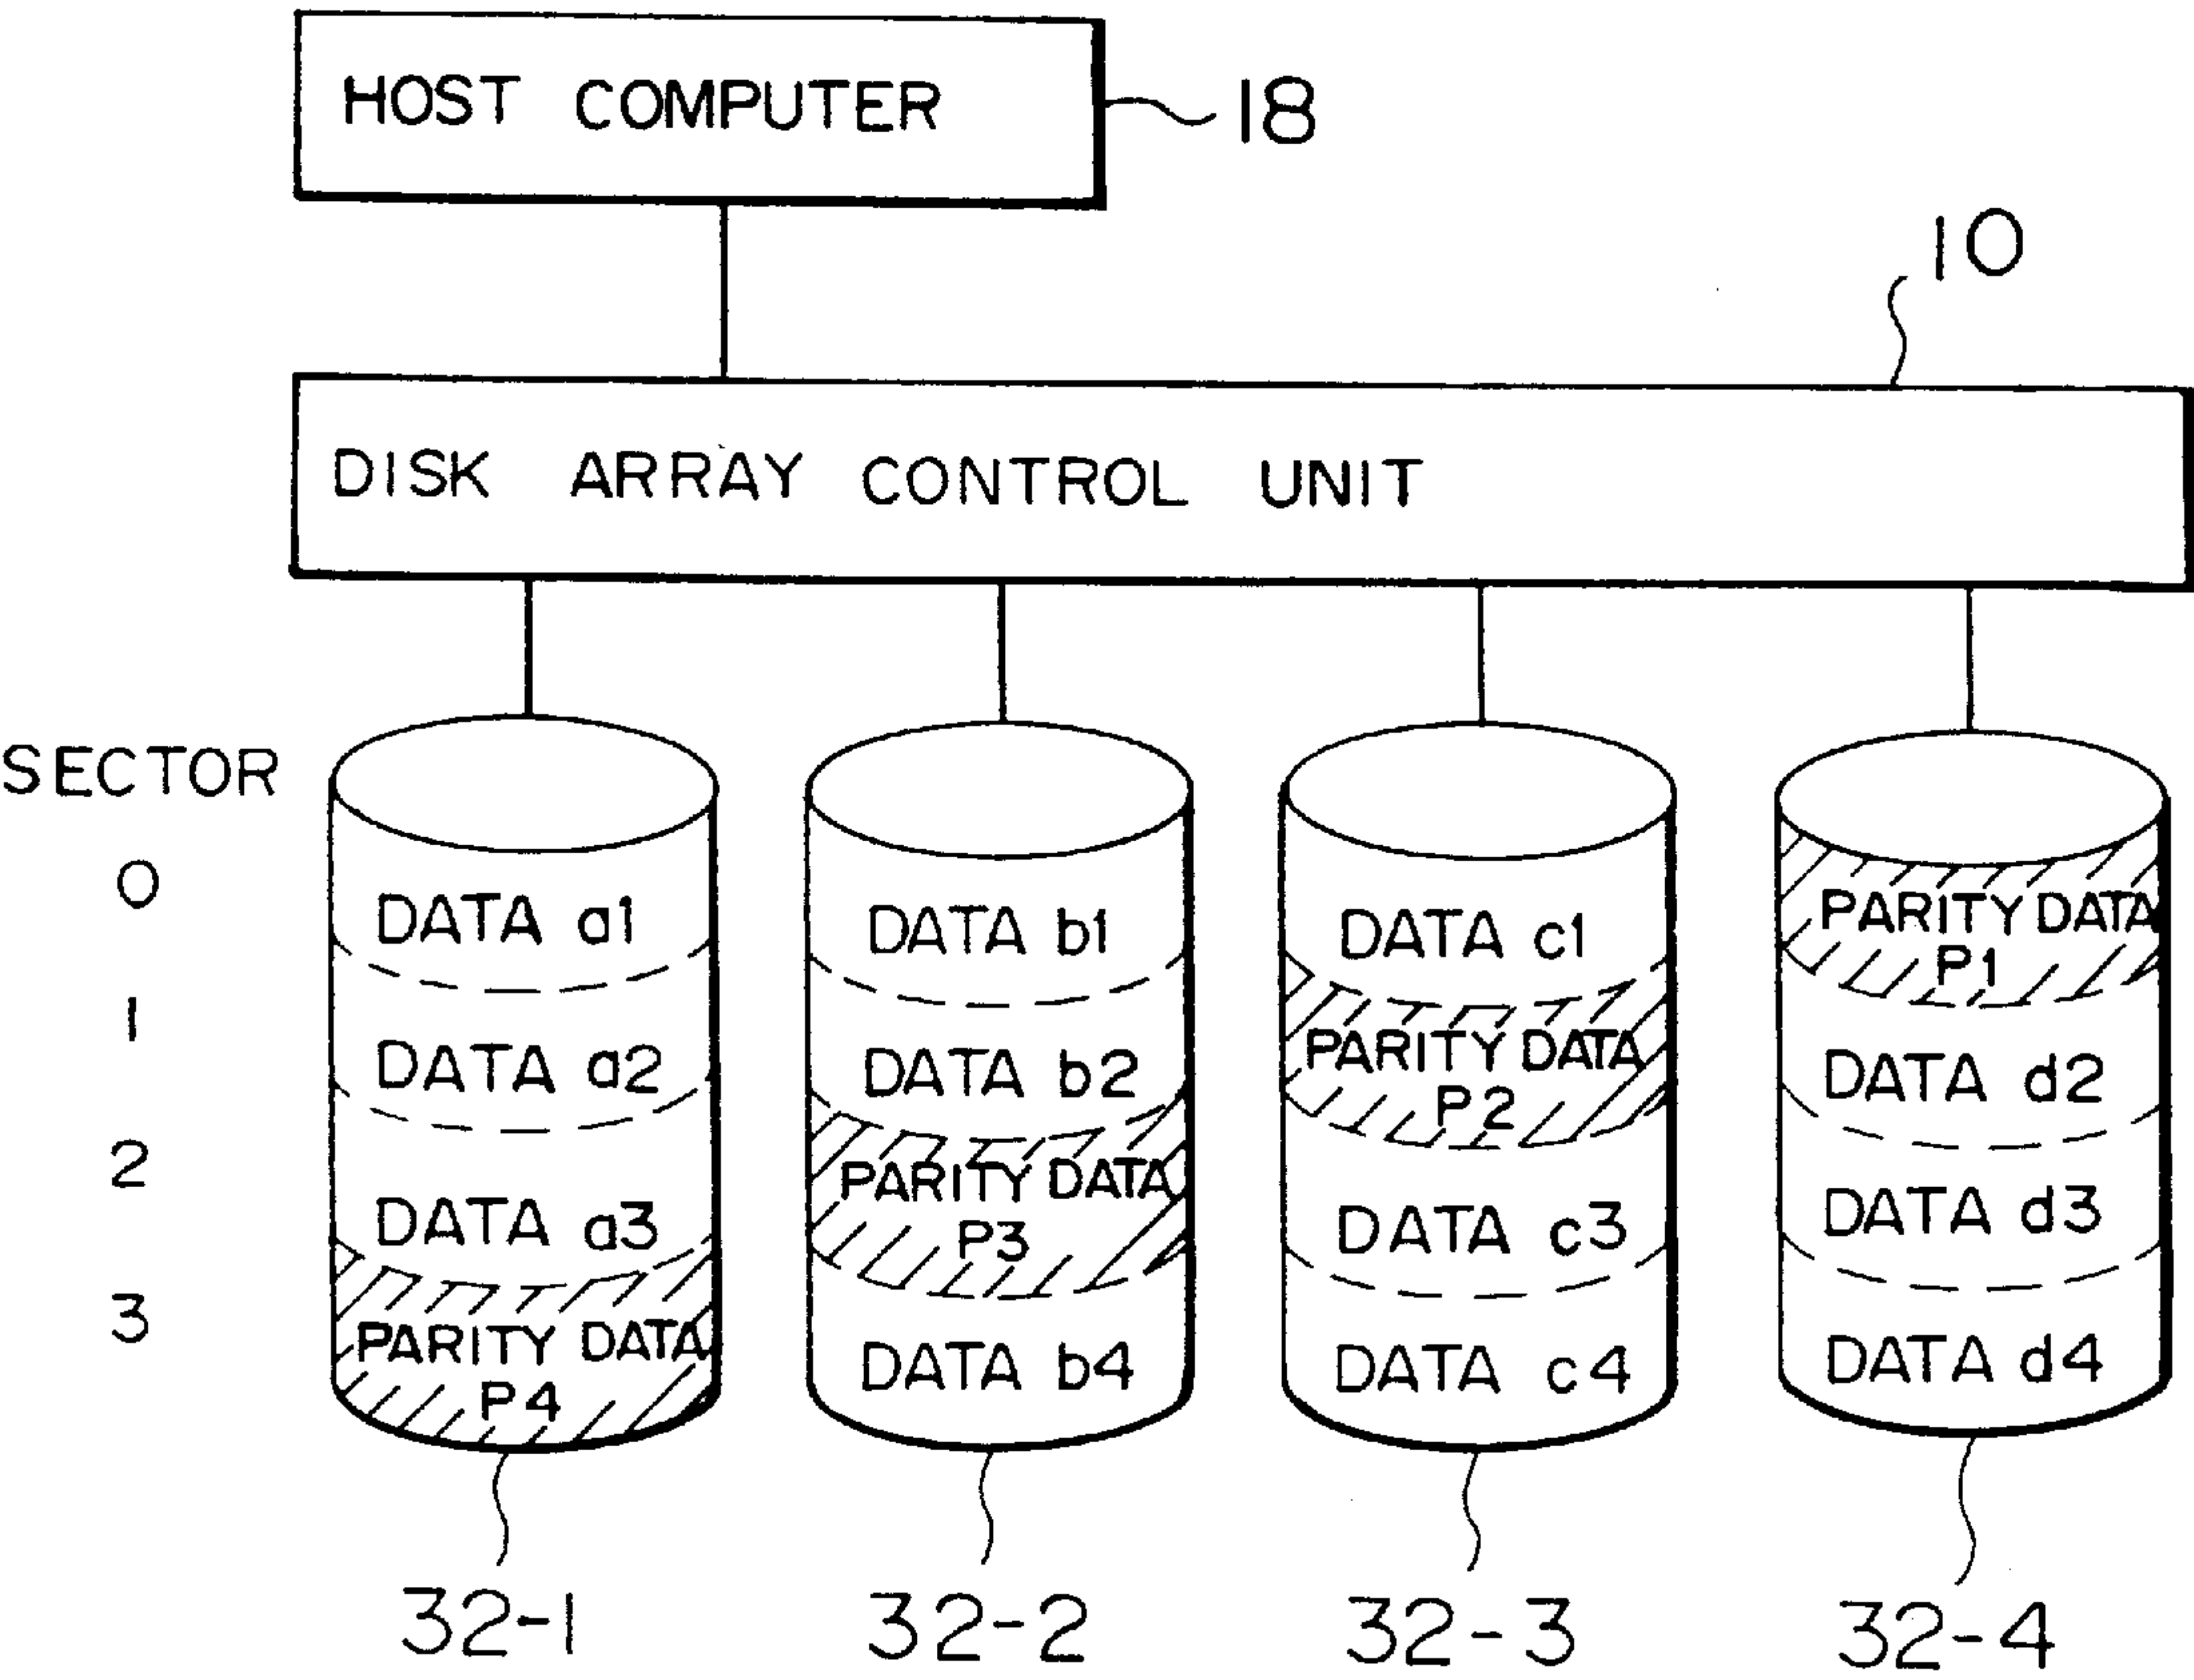 HOST COMPUTER
18
10
DISK ARRAY CONTROL UNIT
SECTOR
0
1
2
3
DATA a1
DATA a2
DATA a3
PARITY DATA
P4
DATA b1
DATA b2
PARITY DATA
P3
DATA b4
DATA c1
PARITY DATA
P2
DATA c3
DATA c4
PARITY DATA
P1
DATA d2
DATA d3
DATA d4
32-1
32-2
32-3
32-4